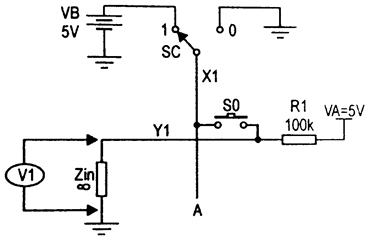 VB
5V
1
0
SC
X1
S0
R1
100k
VA=5V
Y1
V1
Zin
∞
A